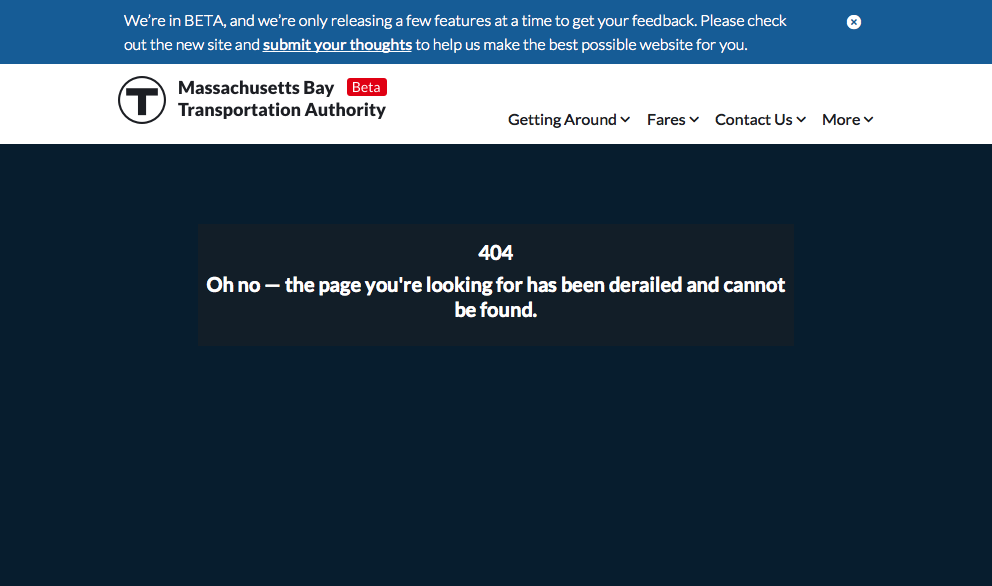 We're in BETA, and we're only releasing a few features at a time to get your feedback. Please check
out the new site and submit your thoughts to help us make the best possible website for you.
T
Massachusetts Bay Beta
Transportation Authority
Getting Around Fares Contact Us More
404
Oh no — the page you're looking for has been derailed and cannot
be found.